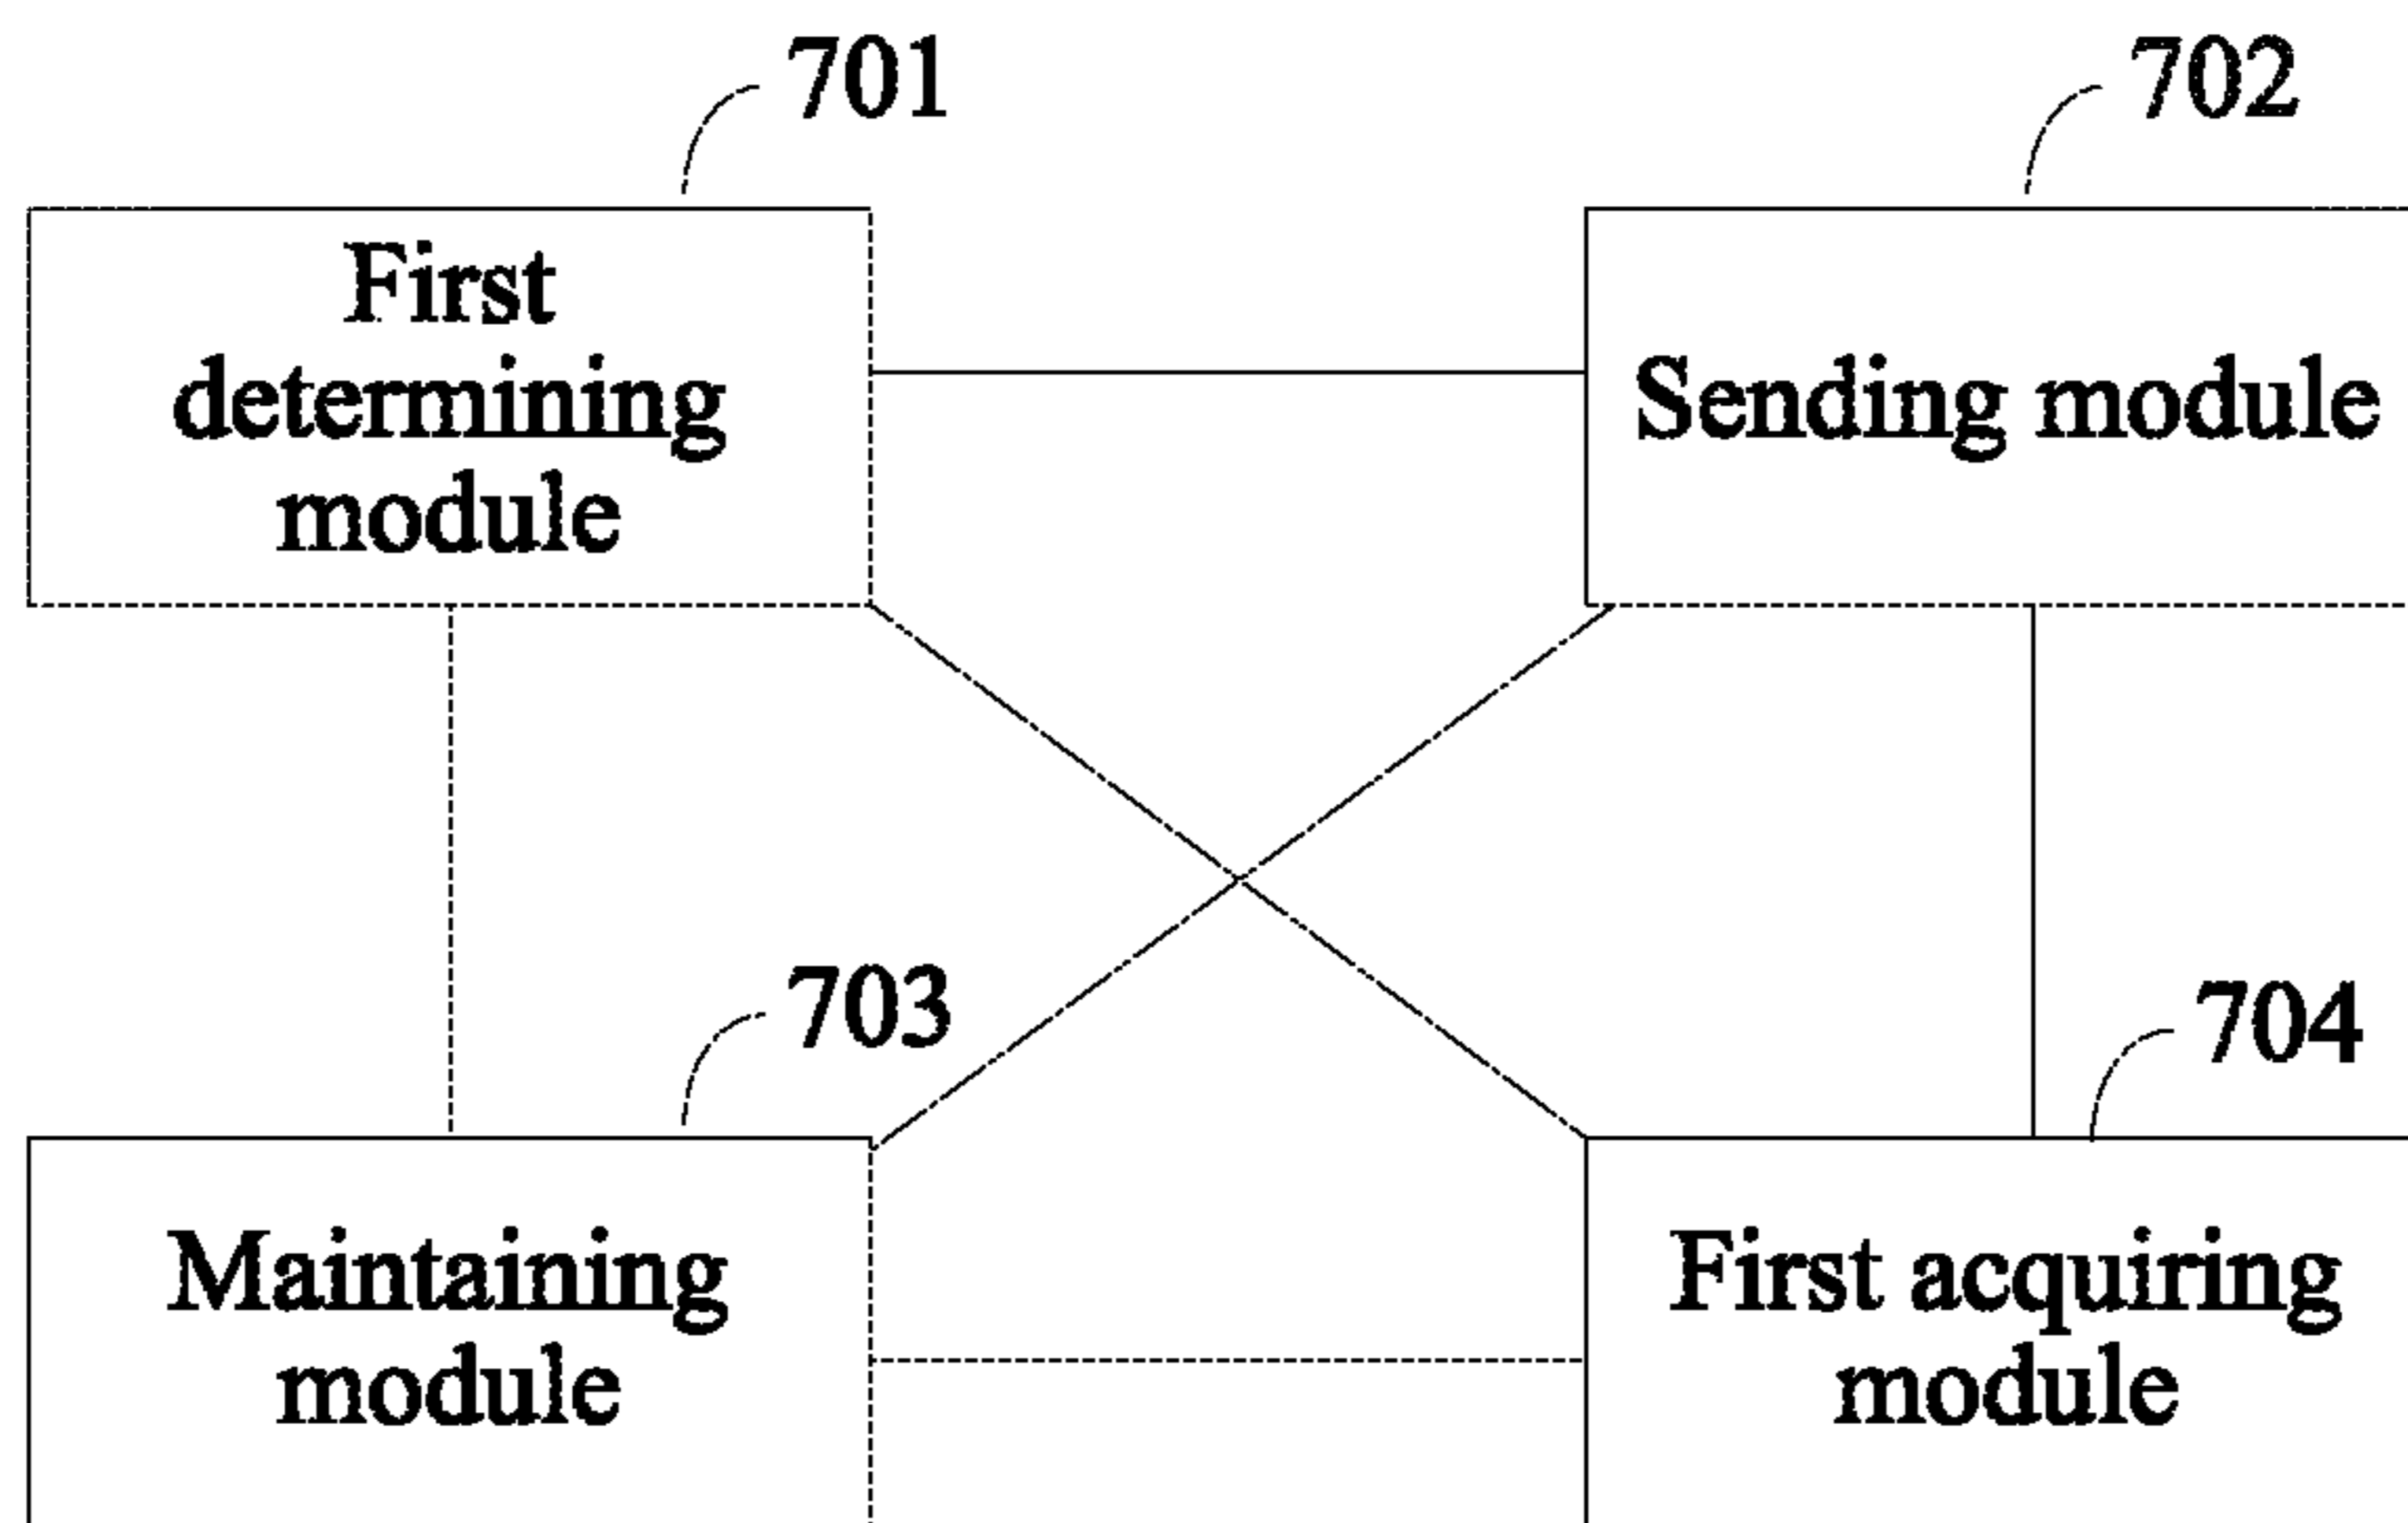 701
702
First
determining
module
Sending module
703
704
Maintaining
module
First acquiring
module